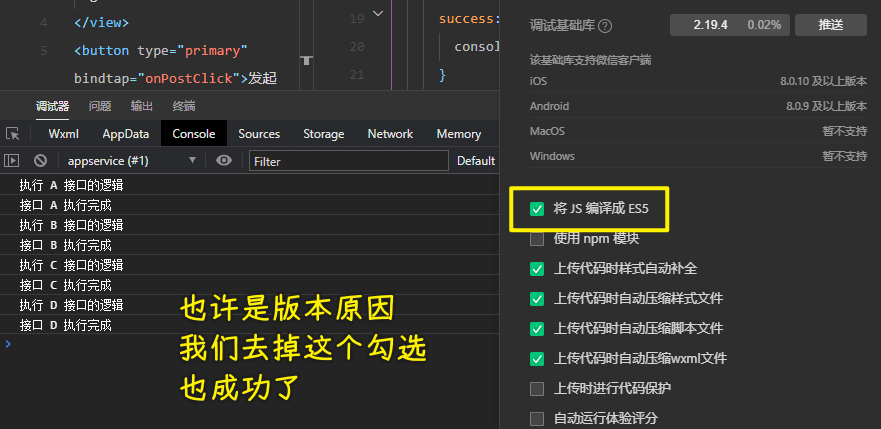 4
</view>
5
<button type="primary"
bindtap="onPostClick">发起
19
success:
20
consol
21
}
调试器 问题 输出 终端
Wxml AppData Console Sources Storage Network Memory
appservice (#1) Filter Default
执行 A 接口的逻辑
接口 A 执行完成
执行 B 接口的逻辑
接口 B 执行完成
执行 C 接口的逻辑
接口 C 执行完成
执行 D 接口的逻辑
接口 D 执行完成
也许是版本原因
我们去掉这个勾选
也成功了
调试基础库 2.19.4 0.02% 推送
该基础库支持微信客户端
iOS 8.0.10 及以上版本
Android 8.0.9 及以上版本
MacOS 暂不支持
Windows 暂不支持
将 JS 编译成 ES5
使用 npm 模块
上传代码时样式自动补全
上传代码时自动压缩样式文件
上传代码时自动压缩脚本文件
上传代码时自动压缩wxml文件
上传时进行代码保护
自动运行体验评分